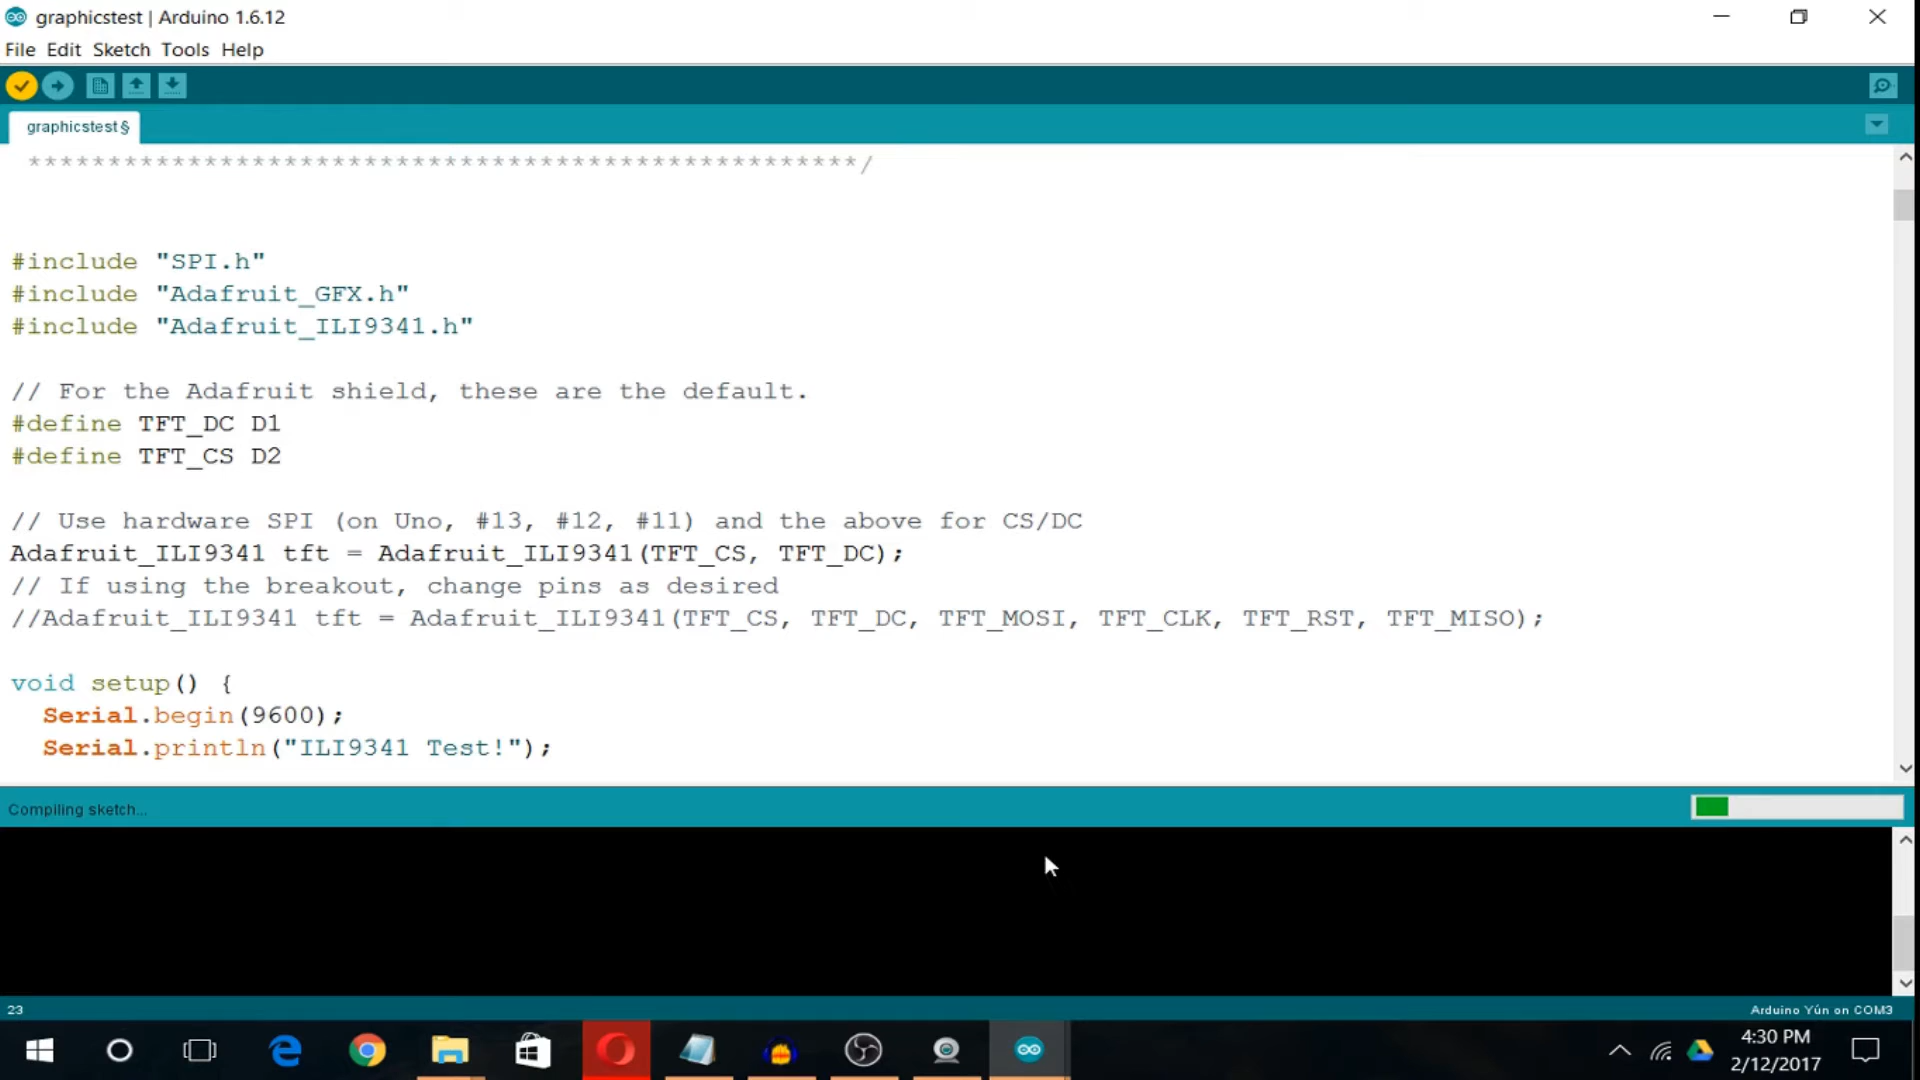 graphicstest | Arduino 1.6.12
File Edit Sketch Tools Help
graphicstest §
****************************************************/
#include "SPI.h"
#include "Adafruit_GFX.h"
#include "Adafruit_ILI9341.h"
// For the Adafruit shield, these are the default.
#define TFT_DC D1
#define TFT_CS D2
// Use hardware SPI (on Uno, #13, #12, #11) and the above for CS/DC
Adafruit_ILI9341 tft = Adafruit_ILI9341(TFT_CS, TFT_DC);
// If using the breakout, change pins as desired
//Adafruit_ILI9341 tft = Adafruit_ILI9341(TFT_CS, TFT_DC, TFT_MOSI, TFT_CLK, TFT_RST, TFT_MISO);
void setup() {
Serial.begin(9600);
Serial.println("ILI9341 Test!");
Compiling sketch...
23
Arduino Yún on COM3
4:30 PM
2/12/2017